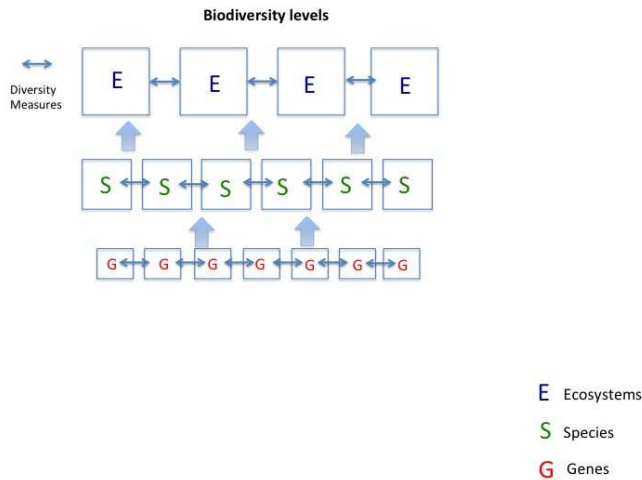 Biodiversity levels
Diversity
Measures
E E E E
S S S S S S
G G G G G G G
E Ecosystems
S Species
G Genes